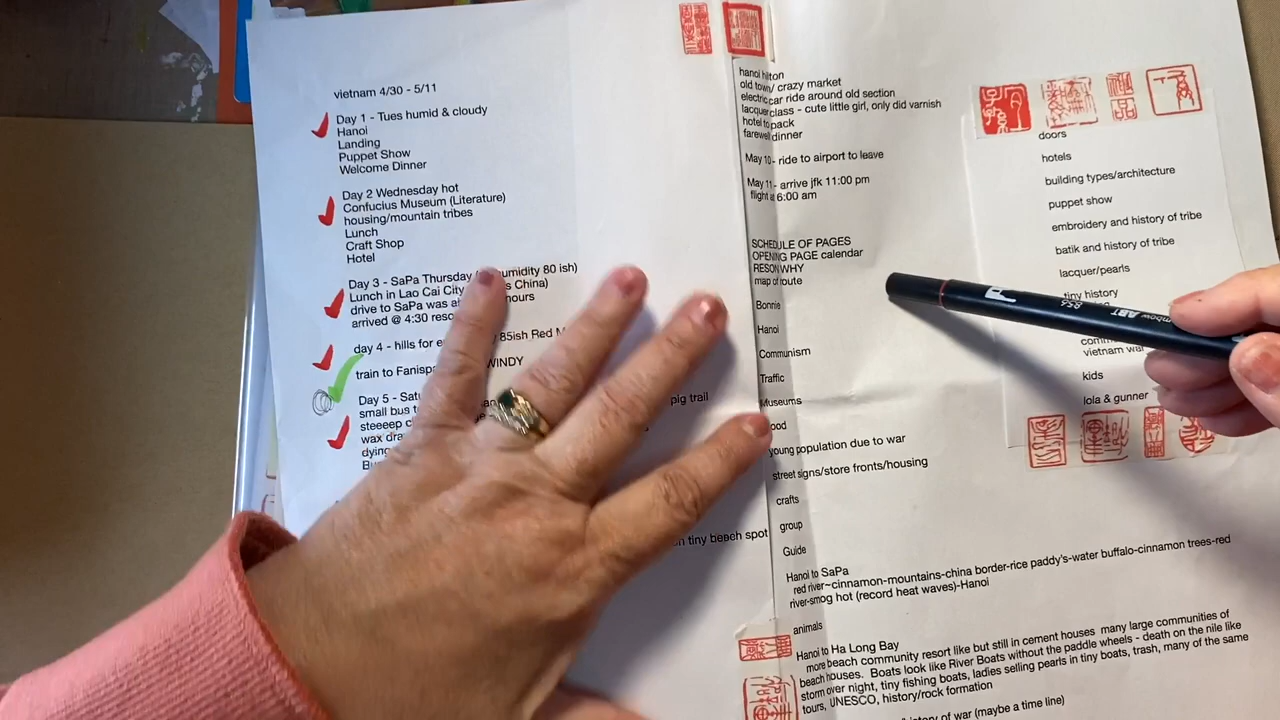 vietnam 4/30 - 5/11
Day 1 - Tues humid & cloudy
Hanoi
Landing
Puppet Show
Welcome Dinner
Day 2 Wednesday hot
Confucius Museum (Literature)
housing/mountain tribes
Lunch
Craft Shop
Hotel
Day 3 - SaPa Thursday umidity 80 ish)
Lunch in Lao Cai City China)
drive to SaPa was hours
arrived @ 4:30
day 4 - hills for 85ish Red
train to WINDY
Day 5 -
small bus pig trail
steeep
wax
dying
tiny beach spot
hanoi hilton
old town/ crazy market
electric car ride around old section
lacquer class - cute little girl, only did varnish
hotel to pack
farewell dinner
May 10 - ride to airport to leave
May 11 - arrive jfk 11:00 pm
flight 6:00 am
SCHEDULE OF PAGES
OPENING PAGE calendar
RESON WHY
map of route
Bonnie
Hanoi
Communism
Traffic
Museums
ood
young population due to war
street signs/store fronts/housing
crafts
group
Guide
Hanoi to SaPa
red river~cinnamon-mountains-china border-rice paddy's-water buffalo-cinnamon trees-red
river-smog hot (record heat waves)-Hanoi
animals
Hanoi to Ha Long Bay
more beach community resort like but still in cement houses many large communities of
beach houses. Boats look like River Boats without the paddle wheels - death on the nile like
storm over night, tiny fishing boats, ladies selling pearls in tiny boats, trash, many of the same
tours, UNESCO, history/rock formation
history of war (maybe a time line)
doors
hotels
building types/architecture
puppet show
embroidery and history of tribe
batik and history of tribe
lacquer/pearls
tiny history
vietnam war
kids
lola & gunner
ABT